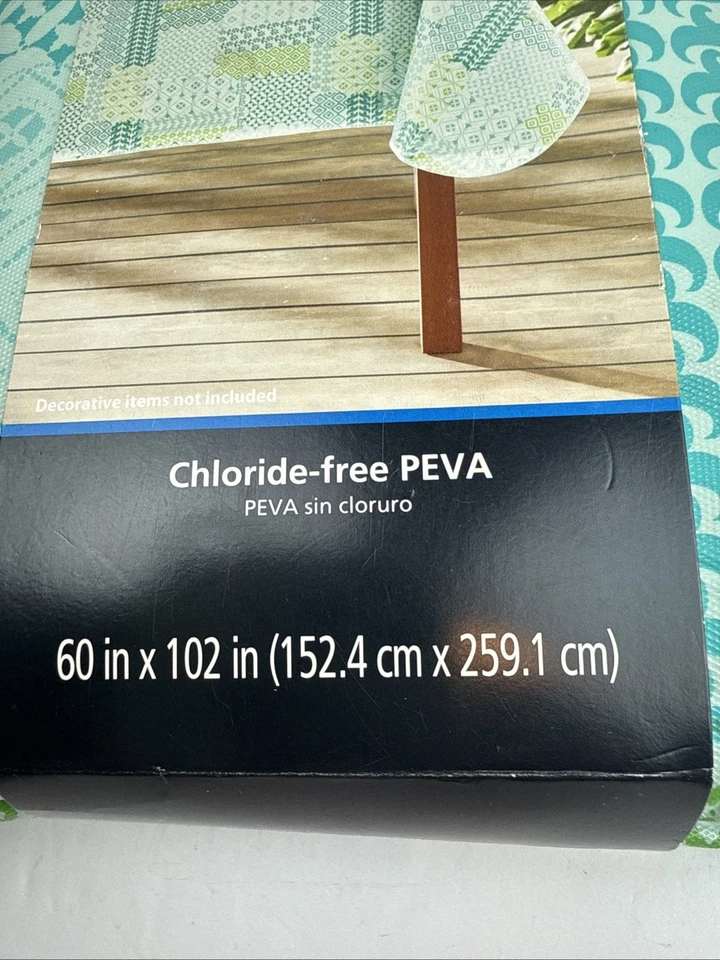 Decorative items not included
Chloride-free PEVA
PEVA sin cloruro
60 in x 102 in (152.4 cm x 259.1 cm)